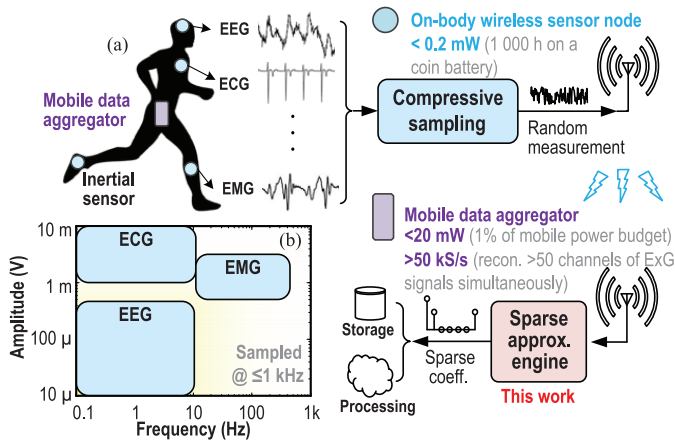 (a)
EEG
ECG
Mobile data
aggregator
Inertial
sensor
EMG
On-body wireless sensor node
< 0.2 mW (1 000 h on a
coin battery)
Compressive
sampling
Random
measurement
Mobile data aggregator
<20 mW (1% of mobile power budget)
>50 kS/s (recon. >50 channels of ExG
signals simultaneously)
Storage
Processing
Sparse
coeff.
Sparse
approx.
engine
This work
(b)
Amplitude (V)
10 m
1 m
100 µ
10 µ
ECG
EMG
EEG
Sampled
@ ≤1 kHz
0.1
10
100
1k
Frequency (Hz)